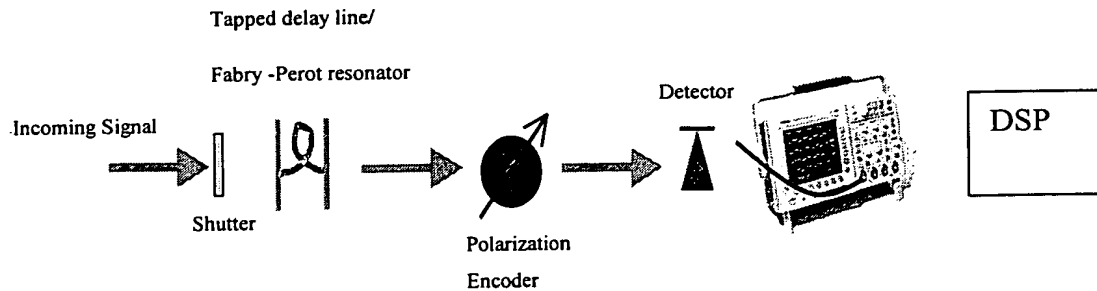 Tapped delay line/
Fabry -Perot resonator
Incoming Signal
Shutter
Polarization
Encoder
Detector
DSP